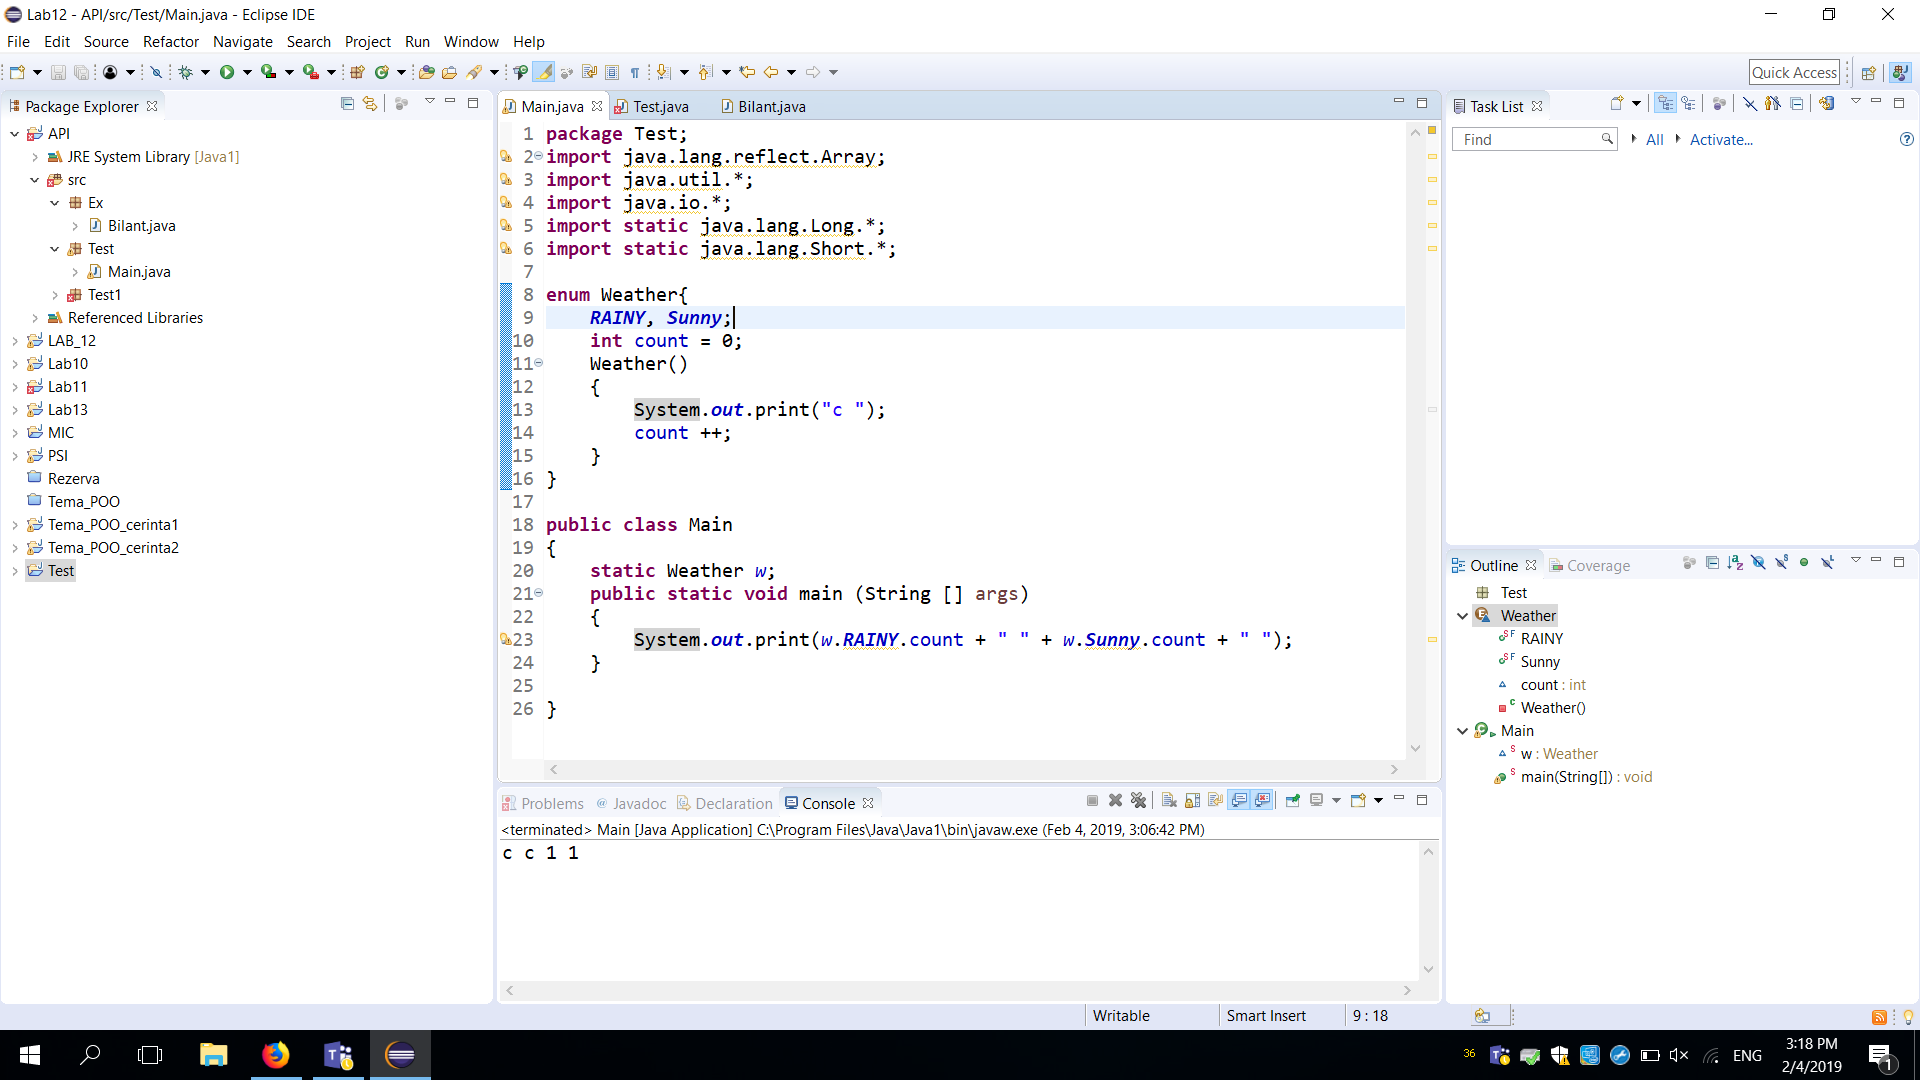 Lab12 - API/src/Test/Main.java - Eclipse IDE
File Edit Source Refactor Navigate Search Project Run Window Help
Quick Access
Package Explorer
API
JRE System Library [Java1]
src
Ex
Bilant.java
Test
Main.java
Test1
Referenced Libraries
LAB_12
Lab10
Lab11
Lab13
MIC
PSI
Rezerva
Tema_POO
Tema_POO_cerinta1
Tema_POO_cerinta2
Test
Main.java Test.java Bilant.java
1 package Test;
2 import java.lang.reflect.Array;
3 import java.util.*;
4 import java.io.*;
5 import static java.lang.Long.*;
6 import static java.lang.Short.*;
7
8 enum Weather{
9 RAINY, Sunny;
10 int count = 0;
11 Weather()
12 {
13 System.out.print("c ");
14 count ++;
15 }
16 }
17
18 public class Main
19 {
20 static Weather w;
21 public static void main (String [] args)
22 {
23 System.out.print(w.RAINY.count + " " + w.Sunny.count + " ");
24 }
25
26 }
Problems @ Javadoc Declaration Console
<terminated> Main [Java Application] C:\Program Files\Java\Java1\bin\javaw.exe (Feb 4, 2019, 3:06:42 PM)
c c 1 1
Task List
Find All Activate...
Outline Coverage
Test
Weather
RAINY
Sunny
count : int
Weather()
Main
w : Weather
main(String[]) : void
Writable Smart Insert 9 : 18
36 ENG 3:18 PM
2/4/2019
1